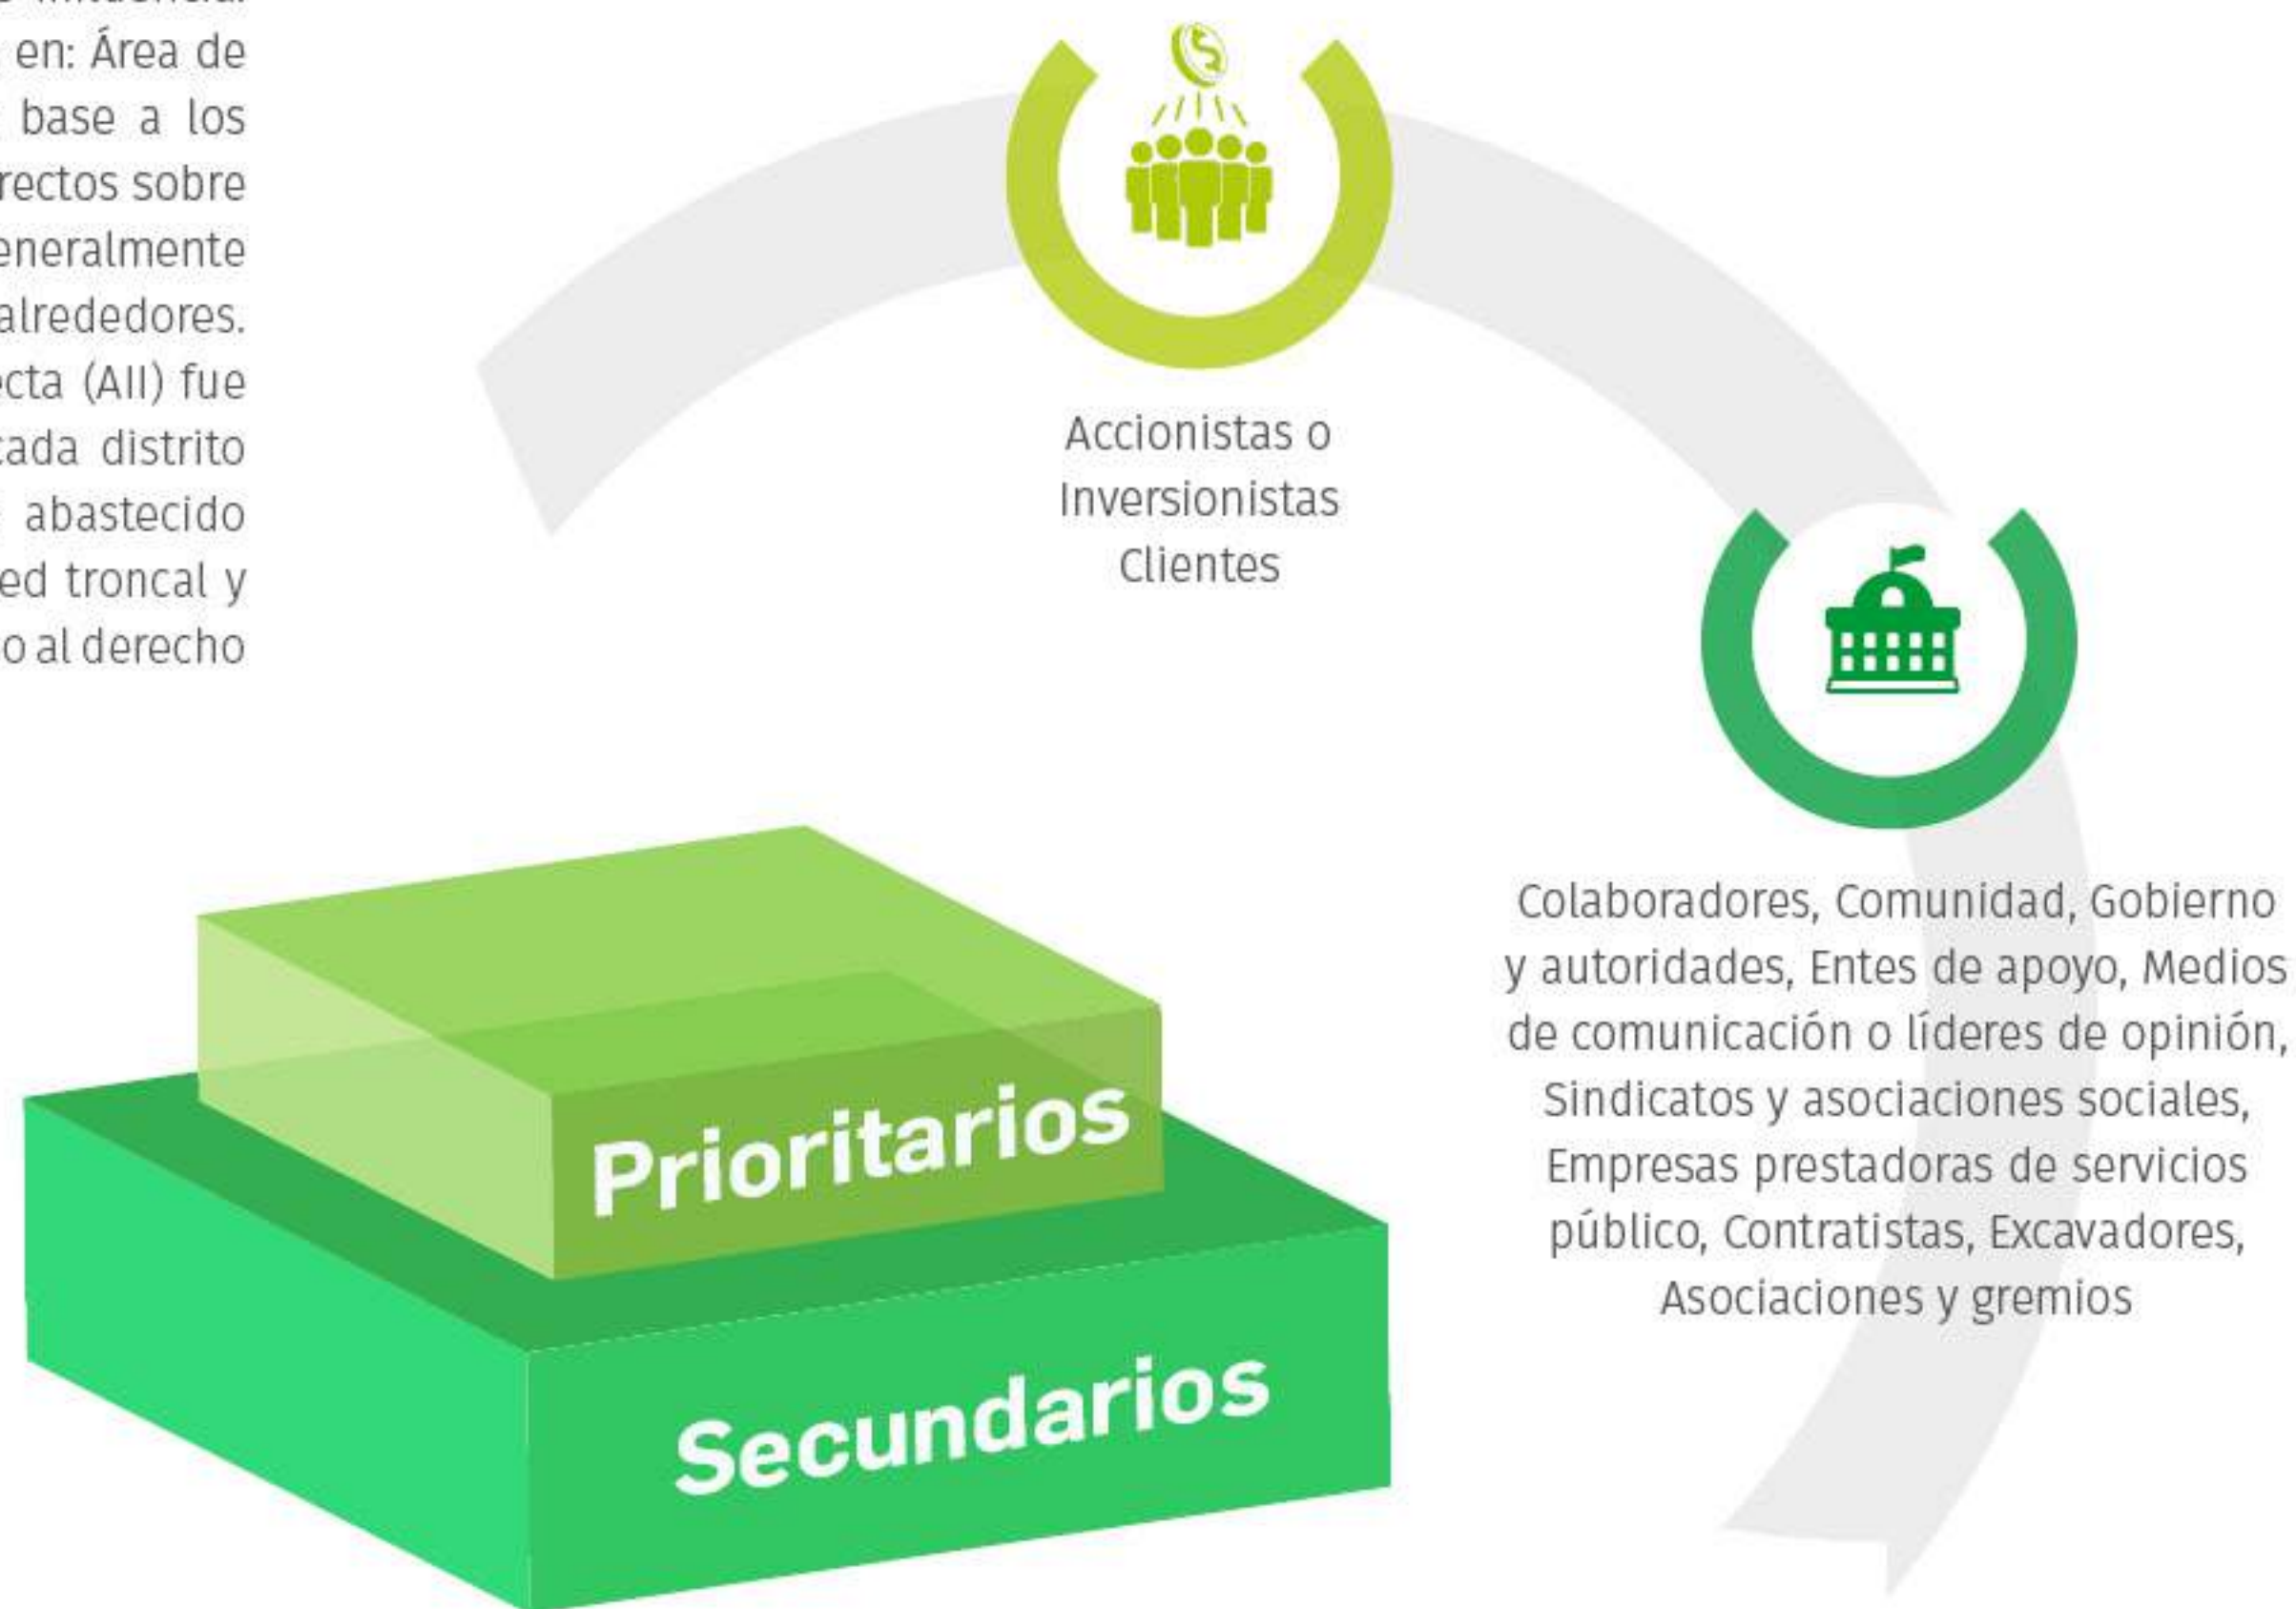 en: Área de
base a los
rectos sobre
eneralmente
alrededores.
ecta (AII) fue
cada distrito
abastecido
ed troncal y
o al derecho
Accionistas o
Inversionistas
Clientes
Colaboradores, Comunidad, Gobierno
y autoridades, Entes de apoyo, Medios
de comunicación o líderes de opinión,
Sindicatos y asociaciones sociales,
Empresas prestadoras de servicios
público, Contratistas, Excavadores,
Asociaciones y gremios
Prioritarios
Secundarios